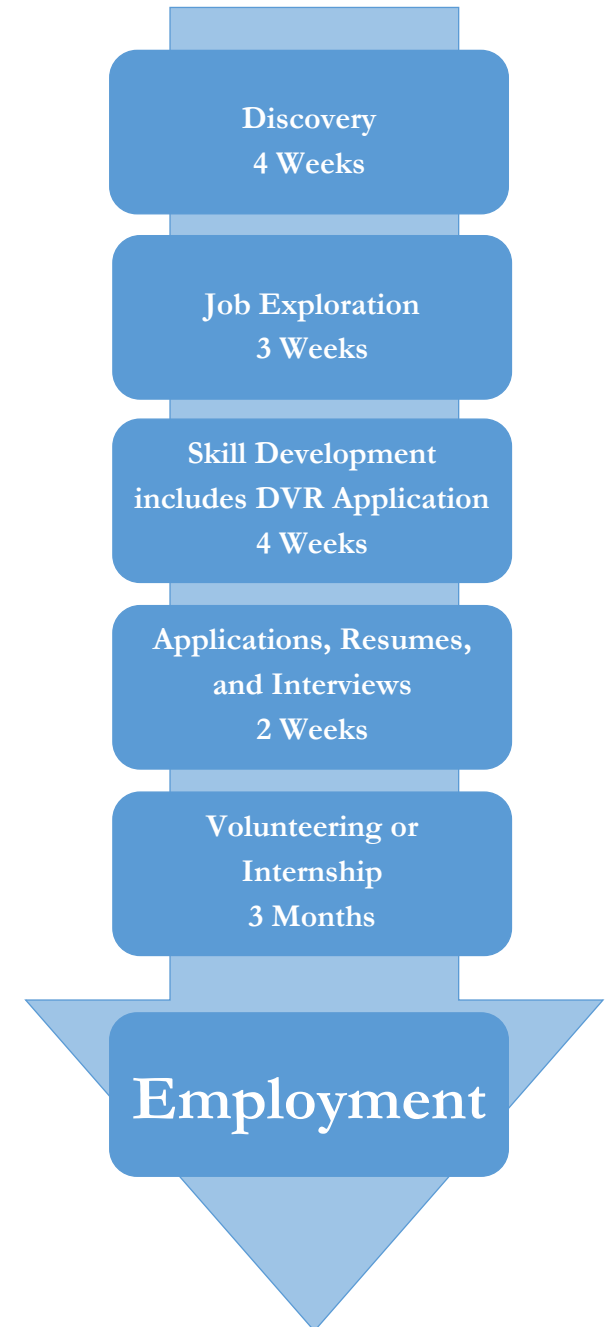 Discovery
4 Weeks
Job Exploration
3 Weeks
Skill Development
includes DVR Application
4 Weeks
Applications, Resumes,
and Interviews
2 Weeks
Volunteering or
Internship
3 Months
Employment